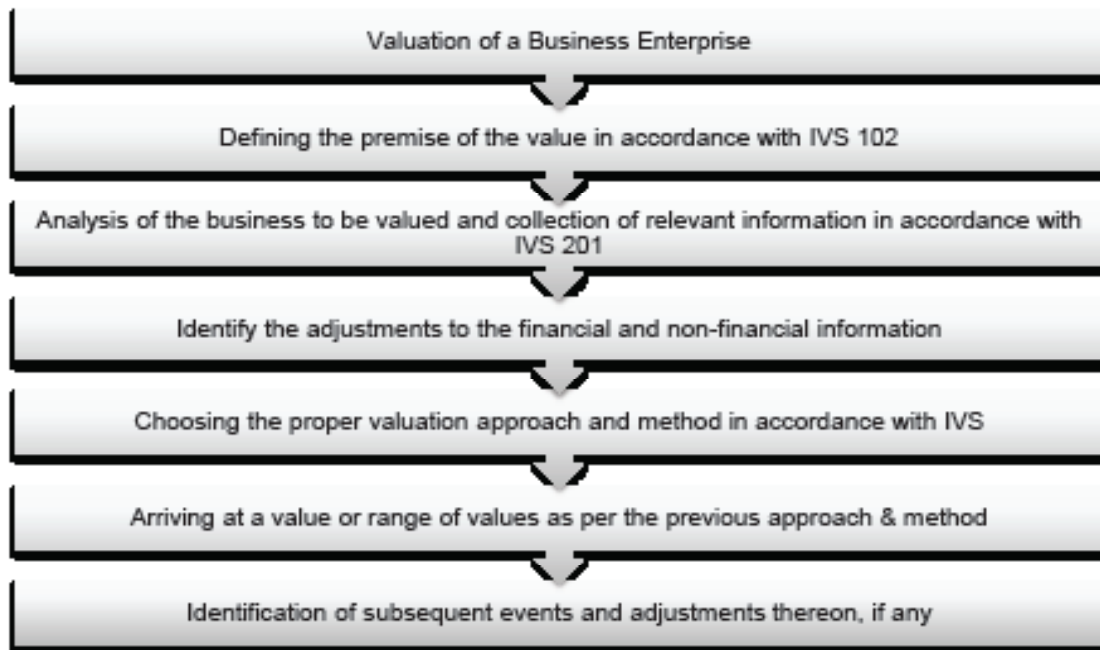 Valuation of a Business Enterprise
Defining the premise of the value in accordance with IVS 102
Analysis of the business to be valued and collection of relevant information in accordance with
IVS 201
Identify the adjustments to the financial and non-financial information
Choosing the proper valuation approach and method in accordance with IVS
Arriving at a value or range of values as per the previous approach & method
Identification of subsequent events and adjustments thereon, if any